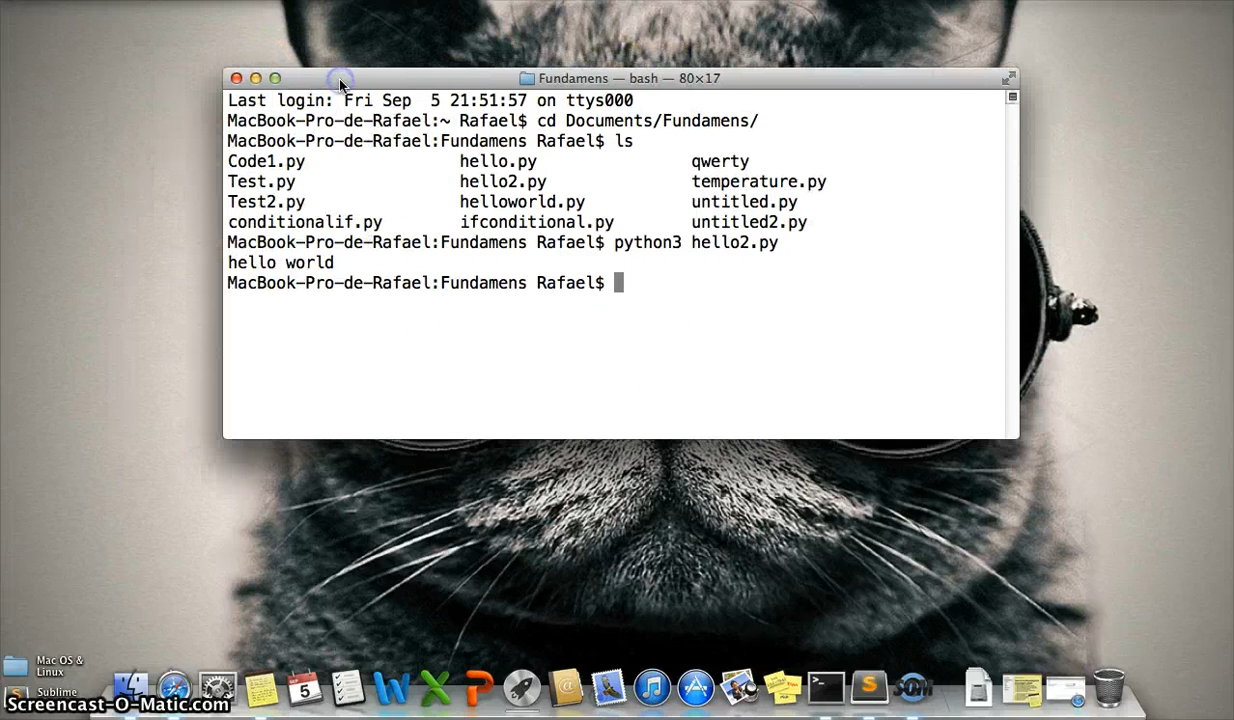 Fundamens — bash — 80×17
Last login: Fri Sep  5 21:51:57 on ttys000
MacBook-Pro-de-Rafael:~ Rafael$ cd Documents/Fundamens/
MacBook-Pro-de-Rafael:Fundamens Rafael$ ls
Code1.py hello.py qwerty
Test.py hello2.py temperature.py
Test2.py helloworld.py untitled.py
conditionalif.py ifconditional.py untitled2.py
MacBook-Pro-de-Rafael:Fundamens Rafael$ python3 hello2.py
hello world
MacBook-Pro-de-Rafael:Fundamens Rafael$
Mac OS &
Linux
Sublime
SEP
5
W X P
>_
S
SOM
Screencast-O-Matic.com